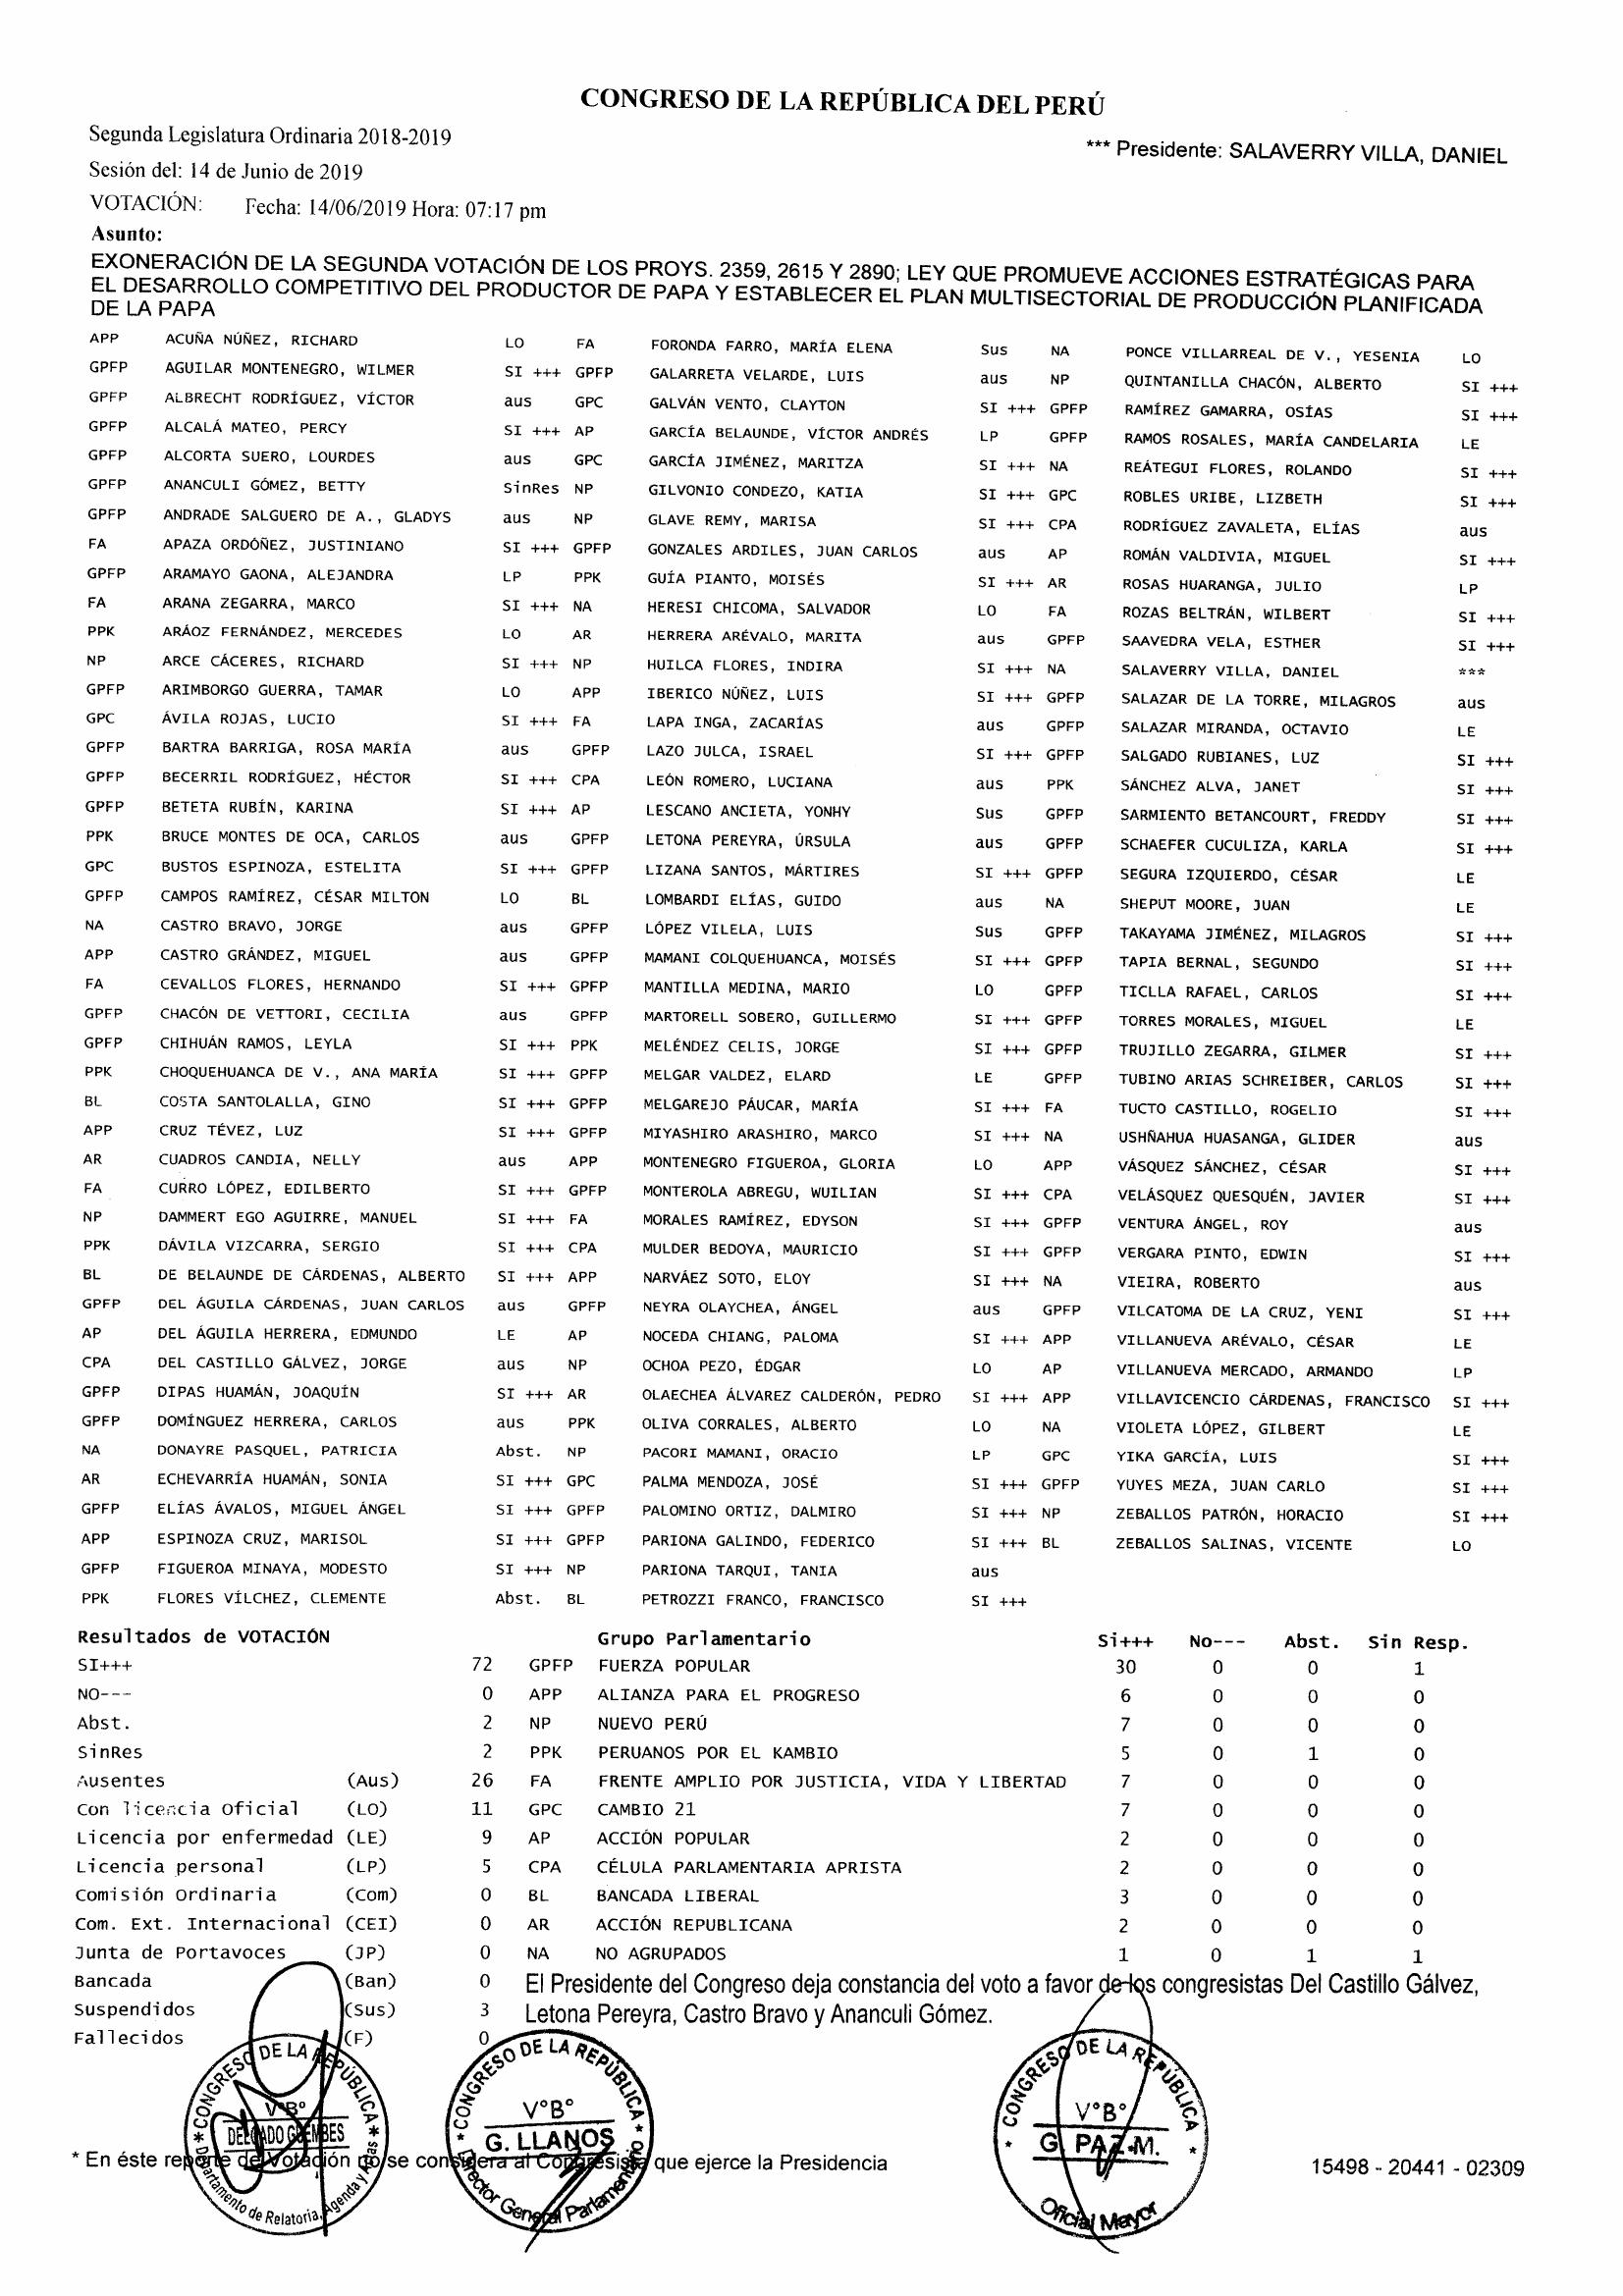 CONGRESO DE LA REPÚBLICA DEL PERÚ
Segunda Legislatura Ordinaria 2018-2019
*** Presidente: SALAVERRY VILLA, DANIEL
Sesión del: 14 de Junio de 2019
VOTACIÓN: Fecha: 14/06/2019 Hora: 07:17 pm
Asunto:
EXONERACIÓN DE LA SEGUNDA VOTACIÓN DE LOS PROYS. 2359, 2615 Y 2890; LEY QUE PROMUEVE ACCIONES ESTRATÉGICAS PARA
EL DESARROLLO COMPETITIVO DEL PRODUCTOR DE PAPA Y ESTABLECER EL PLAN MULTISECTORIAL DE PRODUCCIÓN PLANIFICADA
DE LA PAPA
APP ACUÑA NÚÑEZ, RICHARD LO FA FORONDA FARRO, MARÍA ELENA Sus NA PONCE VILLARREAL DE V., YESENIA LO
GPFP AGUILAR MONTENEGRO, WILMER SI +++ GPFP GALARRETA VELARDE, LUIS aus NP QUINTANILLA CHACÓN, ALBERTO SI +++
GPFP ALBRECHT RODRÍGUEZ, VÍCTOR aus GPC GALVÁN VENTO, CLAYTON SI +++ GPFP RAMÍREZ GAMARRA, OSÍAS SI +++
GPFP ALCALÁ MATEO, PERCY SI +++ AP GARCÍA BELAUNDE, VÍCTOR ANDRÉS LP GPFP RAMOS ROSALES, MARÍA CANDELARIA LE
GPFP ALCORTA SUERO, LOURDES aus GPC GARCÍA JIMÉNEZ, MARITZA SI +++ NA REÁTEGUI FLORES, ROLANDO SI +++
GPFP ANANCULI GÓMEZ, BETTY SinRes NP GILVONIO CONDEZO, KATIA SI +++ GPC ROBLES URIBE, LIZBETH SI +++
GPFP ANDRADE SALGUERO DE A., GLADYS aus NP GLAVE REMY, MARISA SI +++ CPA RODRÍGUEZ ZAVALETA, ELÍAS aus
FA APAZA ORDÓÑEZ, JUSTINIANO SI +++ GPFP GONZALES ARDILES, JUAN CARLOS aus AP ROMÁN VALDIVIA, MIGUEL SI +++
GPFP ARAMAYO GAONA, ALEJANDRA LP PPK GUÍA PIANTO, MOISÉS SI +++ AR ROSAS HUARANGA, JULIO LP
FA ARANA ZEGARRA, MARCO SI +++ NA HERESI CHICOMA, SALVADOR LO FA ROZAS BELTRÁN, WILBERT SI +++
PPK ARÁOZ FERNÁNDEZ, MERCEDES LO AR HERRERA ARÉVALO, MARITA aus GPFP SAAVEDRA VELA, ESTHER SI +++
NP ARCE CÁCERES, RICHARD SI +++ NP HUILCA FLORES, INDIRA SI +++ NA SALAVERRY VILLA, DANIEL ***
GPFP ARIMBORGO GUERRA, TAMAR LO APP IBERICO NÚÑEZ, LUIS SI +++ GPFP SALAZAR DE LA TORRE, MILAGROS aus
GPC ÁVILA ROJAS, LUCIO SI +++ FA LAPA INGA, ZACARÍAS aus GPFP SALAZAR MIRANDA, OCTAVIO LE
GPFP BARTRA BARRIGA, ROSA MARÍA aus GPFP LAZO JULCA, ISRAEL SI +++ GPFP SALGADO RUBIANES, LUZ SI +++
GPFP BECERRIL RODRÍGUEZ, HÉCTOR SI +++ CPA LEÓN ROMERO, LUCIANA aus PPK SÁNCHEZ ALVA, JANET SI +++
GPFP BETETA RUBÍN, KARINA SI +++ AP LESCANO ANCIETA, YONHY Sus GPFP SARMIENTO BETANCOURT, FREDDY SI +++
PPK BRUCE MONTES DE OCA, CARLOS aus GPFP LETONA PEREYRA, ÚRSULA aus GPFP SCHAEFER CUCULIZA, KARLA SI +++
GPC BUSTOS ESPINOZA, ESTELITA SI +++ GPFP LIZANA SANTOS, MÁRTIRES SI +++ GPFP SEGURA IZQUIERDO, CÉSAR LE
GPFP CAMPOS RAMÍREZ, CÉSAR MILTON LO BL LOMBARDI ELÍAS, GUIDO aus NA SHEPUT MOORE, JUAN LE
NA CASTRO BRAVO, JORGE aus GPFP LÓPEZ VILELA, LUIS Sus GPFP TAKAYAMA JIMÉNEZ, MILAGROS SI +++
APP CASTRO GRÁNDEZ, MIGUEL aus GPFP MAMANI COLQUEHUANCA, MOISÉS SI +++ GPFP TAPIA BERNAL, SEGUNDO SI +++
FA CEVALLOS FLORES, HERNANDO SI +++ GPFP MANTILLA MEDINA, MARIO LO GPFP TICLLA RAFAEL, CARLOS SI +++
GPFP CHACÓN DE VETTORI, CECILIA aus GPFP MARTORELL SOBERO, GUILLERMO SI +++ GPFP TORRES MORALES, MIGUEL LE
GPFP CHIHUÁN RAMOS, LEYLA SI +++ PPK MELÉNDEZ CELIS, JORGE SI +++ GPFP TRUJILLO ZEGARRA, GILMER SI +++
PPK CHOQUEHUANCA DE V., ANA MARÍA SI +++ GPFP MELGAR VALDEZ, ELARD LE GPFP TUBINO ARIAS SCHREIBER, CARLOS SI +++
BL COSTA SANTOLALLA, GINO SI +++ GPFP MELGAREJO PÁUCAR, MARÍA SI +++ FA TUCTO CASTILLO, ROGELIO SI +++
APP CRUZ TÉVEZ, LUZ SI +++ GPFP MIYASHIRO ARASHIRO, MARCO SI +++ NA USHÑAHUA HUASANGA, GLIDER aus
AR CUADROS CANDIA, NELLY aus APP MONTENEGRO FIGUEROA, GLORIA LO APP VÁSQUEZ SÁNCHEZ, CÉSAR SI +++
FA CURRO LÓPEZ, EDILBERTO SI +++ GPFP MONTEROLA ABREGU, WUILIAN SI +++ CPA VELÁSQUEZ QUESQUÉN, JAVIER SI +++
NP DAMMERT EGO AGUIRRE, MANUEL SI +++ FA MORALES RAMÍREZ, EDYSON SI +++ GPFP VENTURA ÁNGEL, ROY aus
PPK DÁVILA VIZCARRA, SERGIO SI +++ CPA MULDER BEDOYA, MAURICIO SI +++ GPFP VERGARA PINTO, EDWIN SI +++
BL DE BELAUNDE DE CÁRDENAS, ALBERTO SI +++ APP NARVÁEZ SOTO, ELOY SI +++ NA VIEIRA, ROBERTO aus
GPFP DEL ÁGUILA CÁRDENAS, JUAN CARLOS aus GPFP NEYRA OLAYCHEA, ÁNGEL aus GPFP VILCATOMA DE LA CRUZ, YENI SI +++
AP DEL ÁGUILA HERRERA, EDMUNDO LE AP NOCEDA CHIANG, PALOMA SI +++ APP VILLANUEVA ARÉVALO, CÉSAR LE
CPA DEL CASTILLO GÁLVEZ, JORGE aus NP OCHOA PEZO, ÉDGAR LO AP VILLANUEVA MERCADO, ARMANDO LP
GPFP DIPAS HUAMÁN, JOAQUÍN SI +++ AR OLAECHEA ÁLVAREZ CALDERÓN, PEDRO SI +++ APP VILLAVICENCIO CÁRDENAS, FRANCISCO SI +++
GPFP DOMÍNGUEZ HERRERA, CARLOS aus PPK OLIVA CORRALES, ALBERTO LO NA VIOLETA LÓPEZ, GILBERT LE
NA DONAYRE PASQUEL, PATRICIA Abst. NP PACORI MAMANI, ORACIO LP GPC YIKA GARCÍA, LUIS SI +++
AR ECHEVARRÍA HUAMÁN, SONIA SI +++ GPC PALMA MENDOZA, JOSÉ SI +++ GPFP YUYES MEZA, JUAN CARLO SI +++
GPFP ELÍAS ÁVALOS, MIGUEL ÁNGEL SI +++ GPFP PALOMINO ORTIZ, DALMIRO SI +++ NP ZEBALLOS PATRÓN, HORACIO SI +++
APP ESPINOZA CRUZ, MARISOL SI +++ GPFP PARIONA GALINDO, FEDERICO SI +++ BL ZEBALLOS SALINAS, VICENTE LO
GPFP FIGUEROA MINAYA, MODESTO SI +++ NP PARIONA TARQUI, TANIA aus
PPK FLORES VÍLCHEZ, CLEMENTE Abst. BL PETROZZI FRANCO, FRANCISCO SI +++
Resultados de VOTACIÓN Grupo Parlamentario Si+++ No--- Abst. Sin Resp.
SI+++ 72 GPFP FUERZA POPULAR 30 0 0 1
NO--- 0 APP ALIANZA PARA EL PROGRESO 6 0 0 0
Abst. 2 NP NUEVO PERÚ 7 0 0 0
SinRes 2 PPK PERUANOS POR EL KAMBIO 5 0 1 0
Ausentes (Aus) 26 FA FRENTE AMPLIO POR JUSTICIA, VIDA Y LIBERTAD 7 0 0 0
Con licencia Oficial (LO) 11 GPC CAMBIO 21 7 0 0 0
Licencia por enfermedad (LE) 9 AP ACCIÓN POPULAR 2 0 0 0
Licencia personal (LP) 5 CPA CÉLULA PARLAMENTARIA APRISTA 2 0 0 0
Comisión Ordinaria (Com) 0 BL BANCADA LIBERAL 3 0 0 0
Com. Ext. Internacional (CEI) 0 AR ACCIÓN REPUBLICANA 2 0 0 0
Junta de Portavoces (JP) 0 NA NO AGRUPADOS 1 0 1 1
Bancada (Ban) 0 El Presidente del Congreso deja constancia del voto a favor de los congresistas Del Castillo Gálvez,
Suspendidos (Sus) 3 Letona Pereyra, Castro Bravo y Ananculi Gómez.
Fallecidos (F) 0
CONGRESO DE LA REPÚBLICA
V°B°
DELGADO GÜEMBES
Departamento de Relatoría, Agenda y Actas
CONGRESO DE LA REPÚBLICA
V°B°
G. LLANOS
Director General Parlamentario
CONGRESO DE LA REPÚBLICA
V°B°
G. PAZ M.
Oficial Mayor
* En éste reporte de Votación no se considera al Congresista que ejerce la Presidencia
15498 - 20441 - 02309